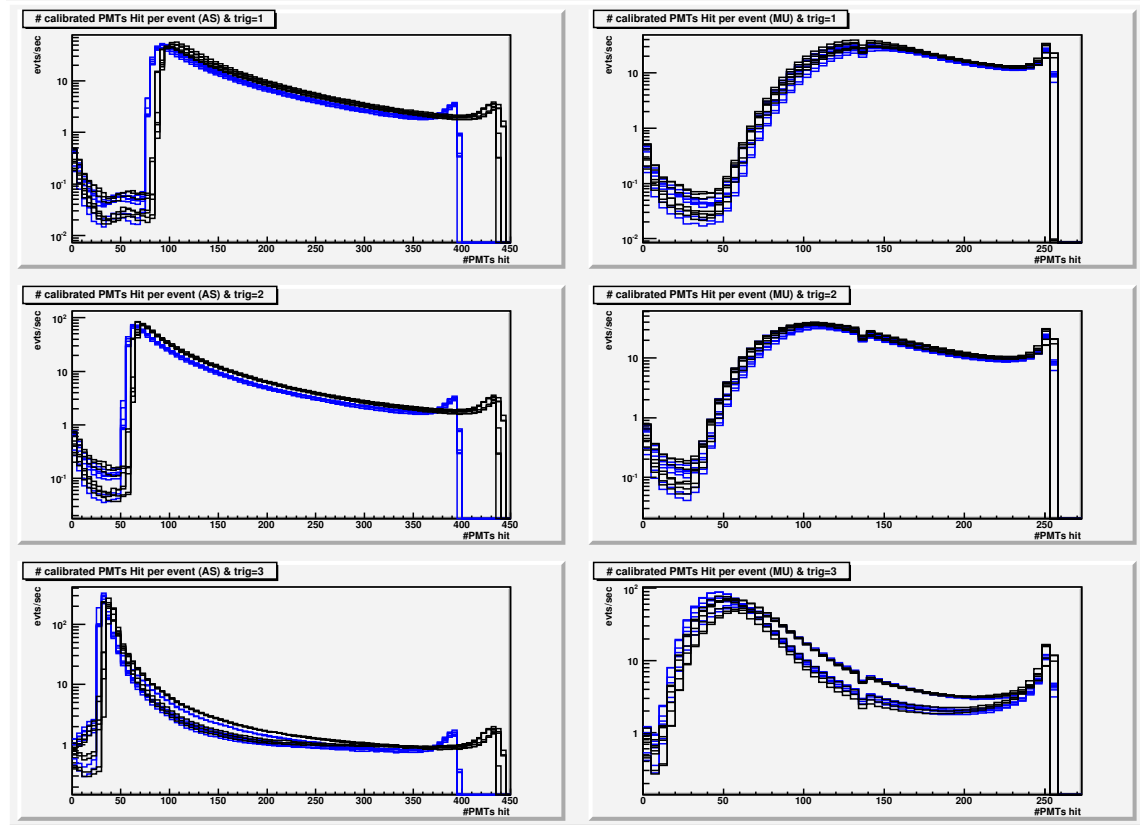 # calibrated PMTs Hit per event (AS) & trig=1
evts/sec
10
1
10⁻¹
10⁻²
0 50 100 150 200 250 300 350 400 450
#PMTs hit
# calibrated PMTs Hit per event (MU) & trig=1
evts/sec
10
1
10⁻¹
10⁻²
0 50 100 150 200 250
#PMTs hit
# calibrated PMTs Hit per event (AS) & trig=2
evts/sec
10²
10
1
10⁻¹
0 50 100 150 200 250 300 350 400 450
#PMTs hit
# calibrated PMTs Hit per event (MU) & trig=2
evts/sec
10
1
10⁻¹
0 50 100 150 200 250
#PMTs hit
# calibrated PMTs Hit per event (AS) & trig=3
evts/sec
10²
10
1
0 50 100 150 200 250 300 350 400 450
#PMTs hit
# calibrated PMTs Hit per event (MU) & trig=3
evts/sec
10²
10
1
0 50 100 150 200 250
#PMTs hit